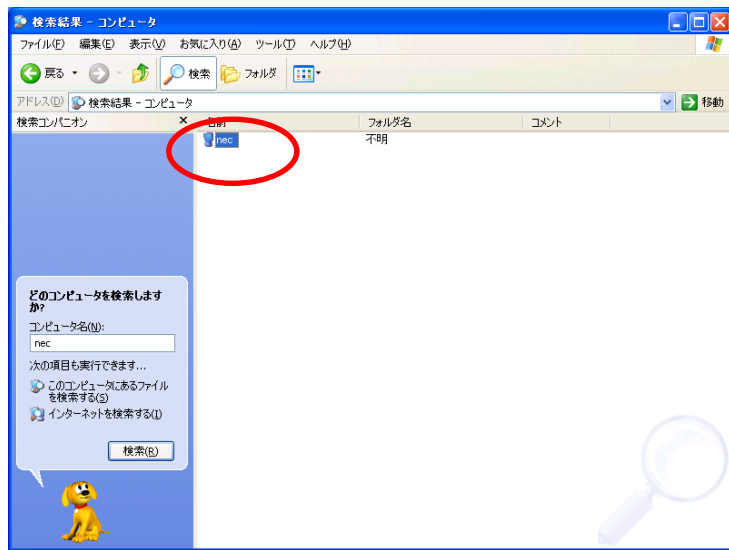 検索結果 - コンピュータ
ファイル(F) 編集(E) 表示(V) お気に入り(A) ツール(T) ヘルプ(H)
戻る 検索 フォルダ
アドレス(D) 検索結果 - コンピュータ 移動
検索コンパニオン × 名前 フォルダ名 コメント
nec 不明
どのコンピュータを検索します
か?
コンピュータ名(N):
nec
次の項目も実行できます...
このコンピュータにあるファイル
を検索する(S)
インターネットを検索する(I)
検索(R)